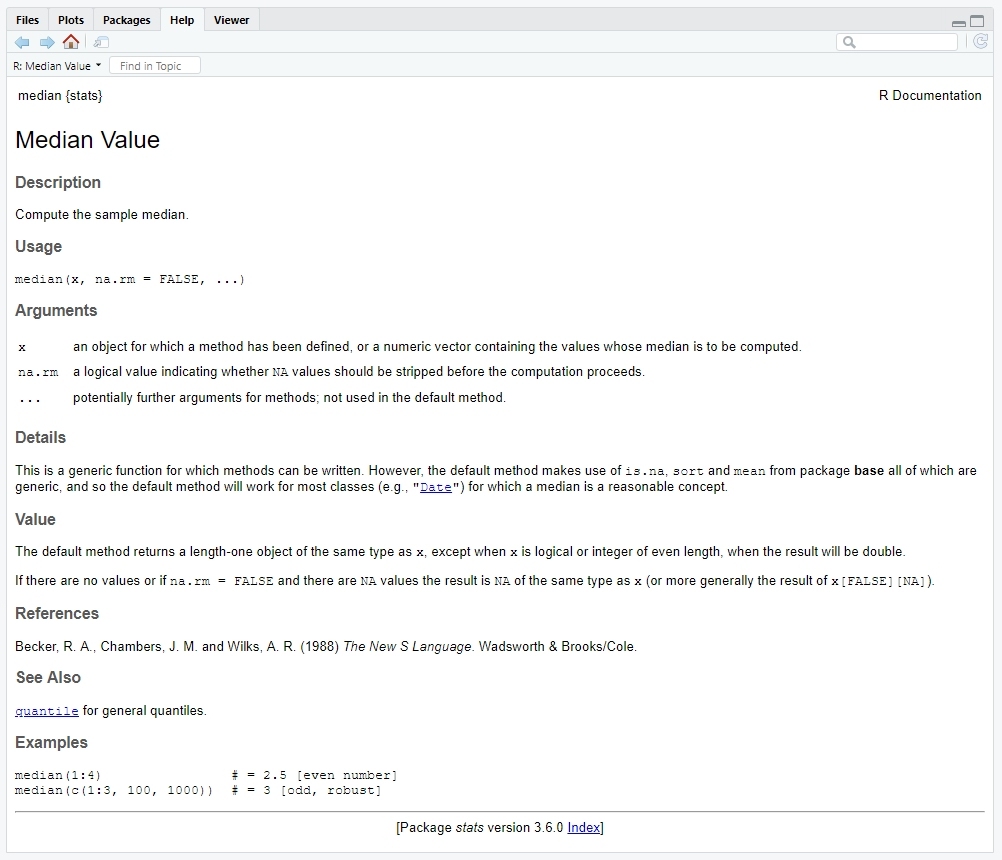 Files Plots Packages Help Viewer
R: Median Value Find in Topic
median {stats} R Documentation
Median Value
Description
Compute the sample median.
Usage
median(x, na.rm = FALSE, ...)
Arguments
x an object for which a method has been defined, or a numeric vector containing the values whose median is to be computed.
na.rm a logical value indicating whether NA values should be stripped before the computation proceeds.
... potentially further arguments for methods; not used in the default method.
Details
This is a generic function for which methods can be written. However, the default method makes use of is.na, sort and mean from package base all of which are
generic, and so the default method will work for most classes (e.g., "Date") for which a median is a reasonable concept.
Value
The default method returns a length-one object of the same type as x, except when x is logical or integer of even length, when the result will be double.
If there are no values or if na.rm = FALSE and there are NA values the result is NA of the same type as x (or more generally the result of x[FALSE][NA]).
References
Becker, R. A., Chambers, J. M. and Wilks, A. R. (1988) The New S Language. Wadsworth & Brooks/Cole.
See Also
quantile for general quantiles.
Examples
median(1:4) # = 2.5 [even number]
median(c(1:3, 100, 1000)) # = 3 [odd, robust]
[Package stats version 3.6.0 Index]